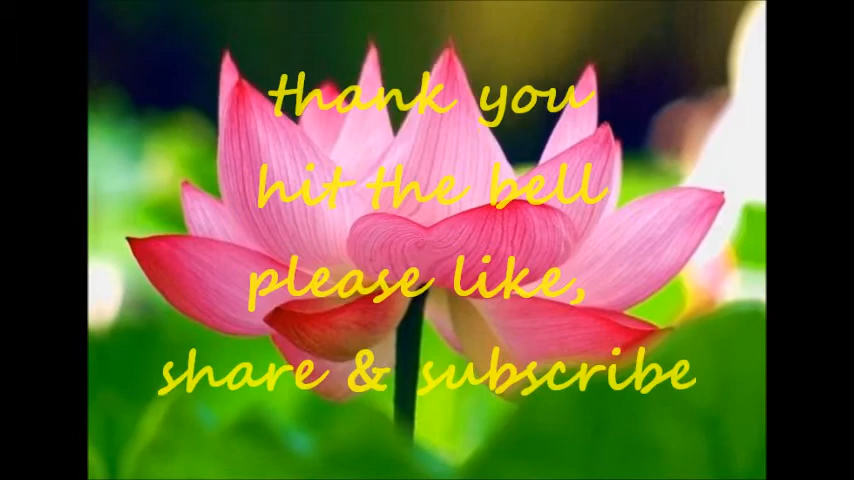 thank you
hit the bell
please like,
share & subscribe